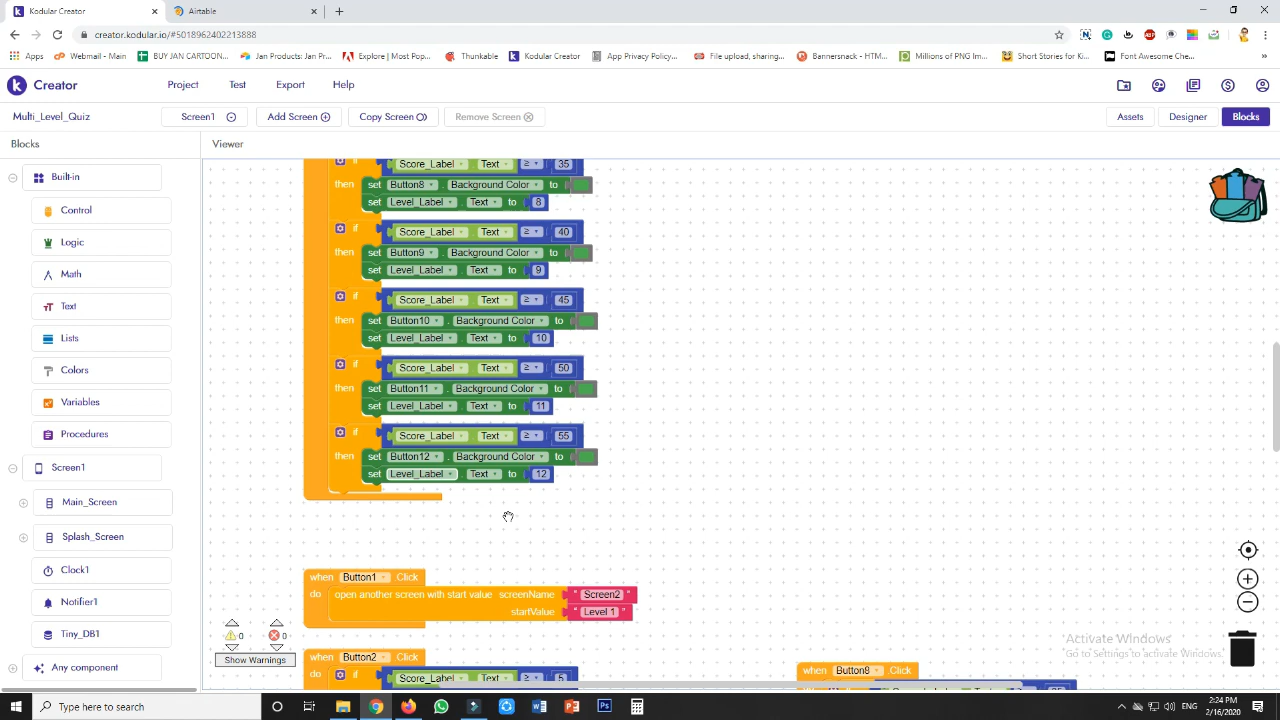 Kodular Creator
Airtable
creator.kodular.io/#5018962402213888
Apps
Webmail - Main
BUY JAN CARTON...
Jan Products: Jan Pr...
Explore | Most popu...
Thunkable
Kodular Creator
App Privacy Policy...
File upload, sharing...
Bannersnack - HTM...
Millions of PNG Im...
Short Stories for Ki...
Font Awesome Che...
Creator
Project
Test
Export
Help
Multi_Level_Quiz
Screen1
Add Screen
Copy Screen
Remove Screen
Assets
Designer
Blocks
Blocks
Viewer
Built-in
Control
Logic
Math
Text
Lists
Colors
Variables
Procedures
Screen1
Main_Screen
Splash_Screen
Clock1
Notifier1
Tiny_DB1
Any component
if Score_Label . Text ≥ 35
then set Button8 . Background Color to
set Level_Label . Text to 8
if Score_Label . Text ≥ 40
then set Button9 . Background Color to
set Level_Label . Text to 9
if Score_Label . Text ≥ 45
then set Button10 . Background Color to
set Level_Label . Text to 10
if Score_Label . Text ≥ 50
then set Button11 . Background Color to
set Level_Label . Text to 11
if Score_Label . Text ≥ 55
then set Button12 . Background Color to
set Level_Label . Text to 12
when Button1 .Click
do open another screen with start value screenName " Screen2 "
startValue " Level 1 "
when Button2 .Click
if Score_Label . Text
when Button8 .Click
0 0
Show Warnings
Activate Windows
Go to Settings to activate Windows.
Type here to search
ENG
2:24 PM
2/16/2020